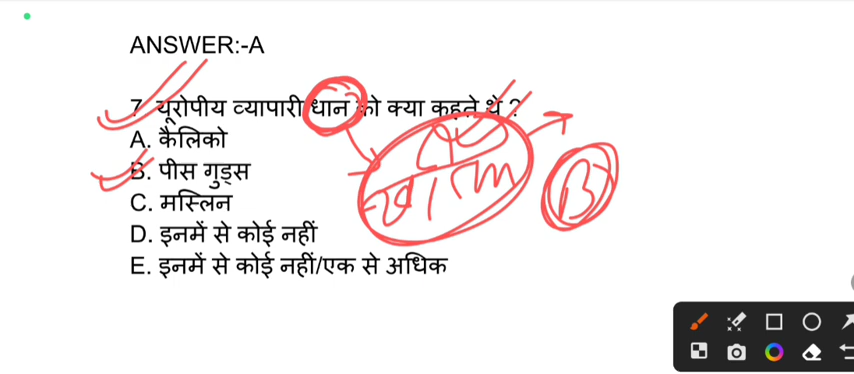 ANSWER:-A
7. यूरोपीय व्यापारी धान को क्या कहते थे ?
A. कैलिको
B. पीस गुड्स
C. मस्लिन
D. इनमें से कोई नहीं
E. इनमें से कोई नहीं/एक से अधिक
B